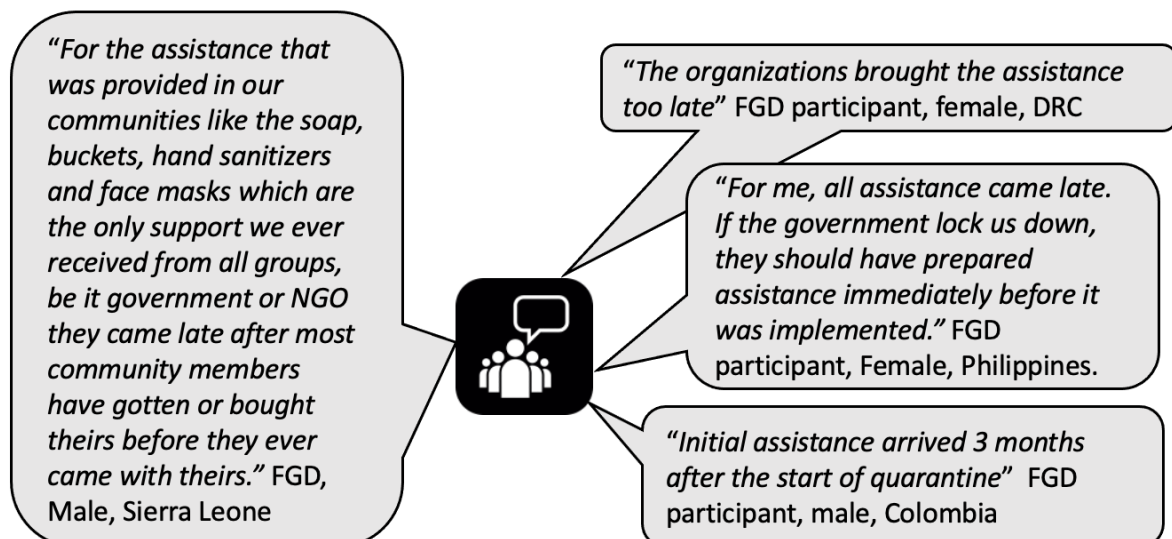 “For the assistance that
was provided in our
communities like the soap,
buckets, hand sanitizers
and face masks which are
the only support we ever
received from all groups,
be it government or NGO
they came late after most
community members
have gotten or bought
theirs before they ever
came with theirs.” FGD,
Male, Sierra Leone
“The organizations brought the assistance
too late” FGD participant, female, DRC
“For me, all assistance came late.
If the government lock us down,
they should have prepared
assistance immediately before it
was implemented.” FGD
participant, Female, Philippines.
“Initial assistance arrived 3 months
after the start of quarantine” FGD
participant, male, Colombia